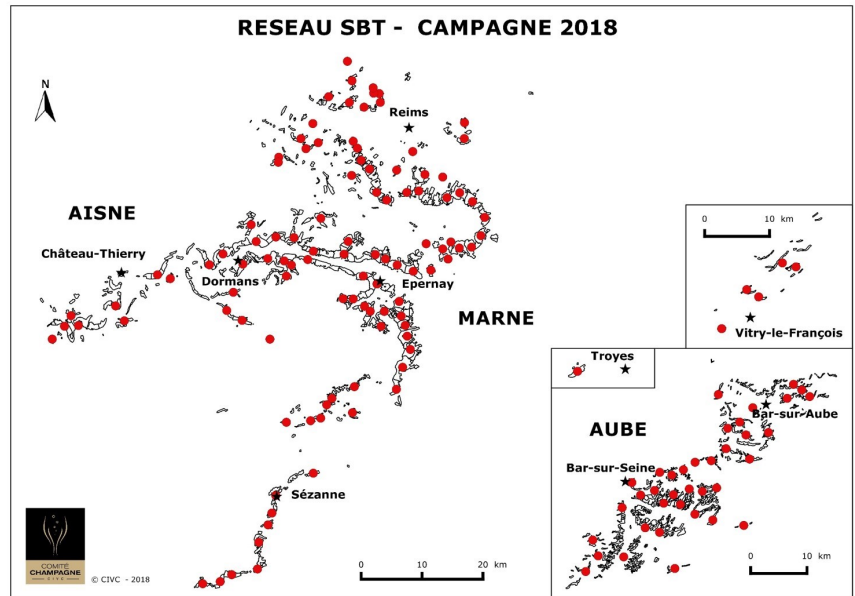 RESEAU SBT - CAMPAGNE 2018
N
Reims
AISNE
Château-Thierry
Dormans
Epernay
MARNE
0 10 km
Vitry-le-François
Troyes
Bar-sur-Aube
AUBE
Bar-sur-Seine
Sézanne
COMITÉ
CHAMPAGNE
© CIVC - 2018
0 10 20 km
0 10 km